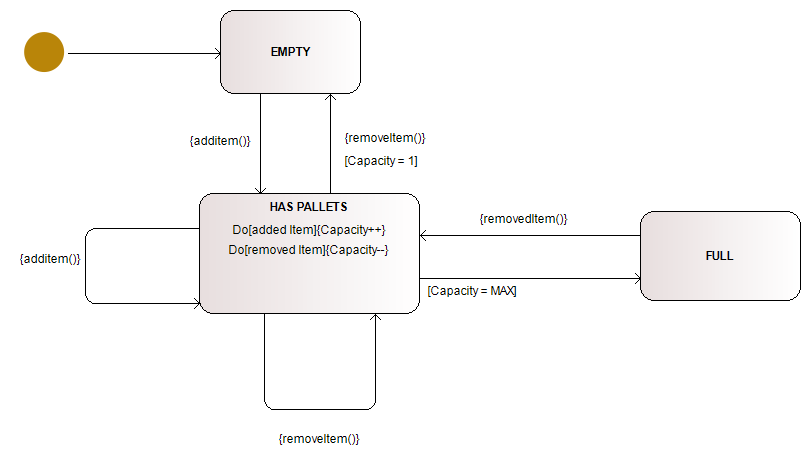 EMPTY
{addItem()}
{removeItem()}
[Capacity = 1]
HAS PALLETS
Do[added Item]{Capacity++}
Do[removed Item]{Capacity--}
{removedItem()}
FULL
{addItem()}
[Capacity = MAX]
{removeItem()}